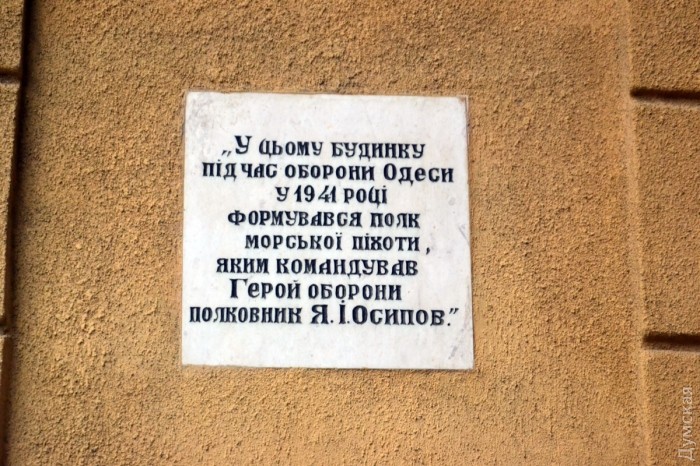 „У цьому будинку
під час оборони Одеси
у 1941 році
формувався полк
морської піхоти,
яким командував
Герой оборони
полковник Я.І.Осипов."
Думская